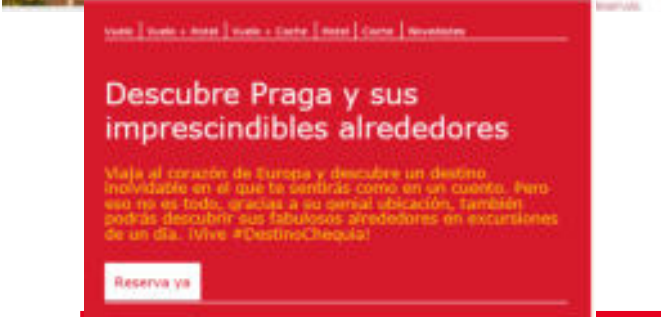 Vuelo | Vuelo + Hotel | Vuelo + Coche | Hotel | Coche | Novedades
Descubre Praga y sus
imprescindibles alrededores
Viaja al corazón de Europa y descubre un destino
inolvidable en el que te sentirás como en un cuento. Pero
eso no es todo, gracias a su genial ubicación, también
podrás descubrir sus fabulosos alrededores en excursiones
de un día. ¡Vive #DestinoChequia!
Reserva ya